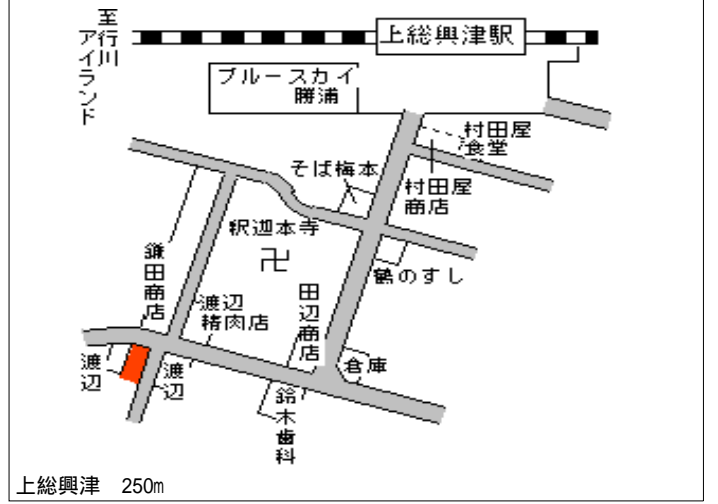 至行川
アイランド
上総興津駅
ブルースカイ
勝浦
村田屋
食堂
村田屋
商店
そば梅本
釈迦本寺
卍
鶴のすし
鎌田商店
渡辺
精肉店
田辺商店
倉庫
渡辺
渡辺
鈴木歯科
上総興津 250m